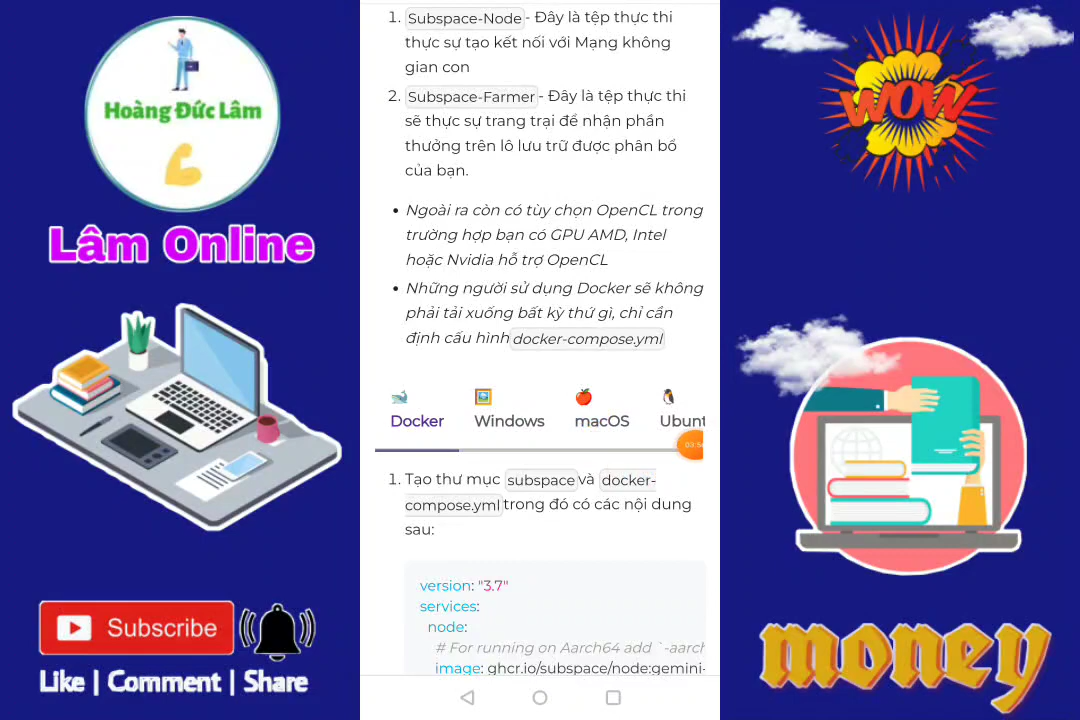 Hoàng Đức Lâm
Lâm Online
Subscribe
Like | Comment | Share
1. Subspace-Node - Đây là tệp thực thi
thực sự tạo kết nối với Mạng không
gian con
2. Subspace-Farmer - Đây là tệp thực thi
sẽ thực sự trang trại để nhận phần
thưởng trên lô lưu trữ được phân bổ
của bạn.
• Ngoài ra còn có tùy chọn OpenCL trong
trường hợp bạn có GPU AMD, Intel
hoặc Nvidia hỗ trợ OpenCL
• Những người sử dụng Docker sẽ không
phải tải xuống bất kỳ thứ gì, chỉ cần
định cấu hình docker-compose.yml
Docker Windows macOS Ubunt
1. Tạo thư mục subspace và docker-
compose.yml trong đó có các nội dung
sau:
version: "3.7"
services:
node:
# For running on Aarch64 add `-aarch
image: ghcr.io/subspace/node:gemini-
WOW
money